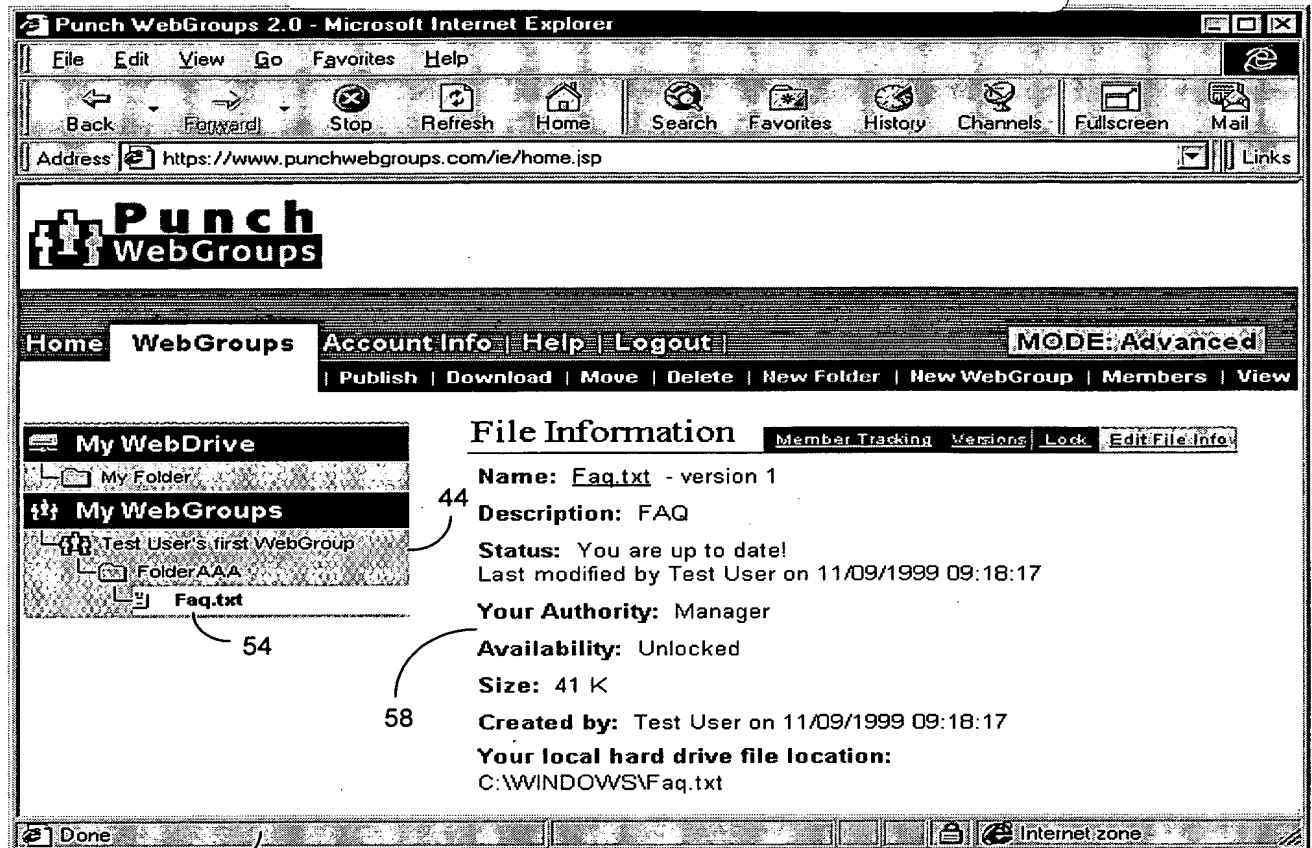 Punch WebGroups 2.0 - Microsoft Internet Explorer
File Edit View Go Favorites Help
Back Forward Stop Refresh Home Search Favorites History Channels Fullscreen Mail
Address https://www.punchwebgroups.com/ie/home.jsp Links
Punch
WebGroups
Home WebGroups Account Info | Help | Logout | MODE: Advanced
| Publish | Download | Move | Delete | New Folder | New WebGroup | Members | View
My WebDrive
My Folder
My WebGroups
Test User's first WebGroup
FolderAAA
Faq.txt
44
54
File Information Member Tracking Versions Lock Edit File Info
Name: Faq.txt - version 1
Description: FAQ
Status: You are up to date!
Last modified by Test User on 11/09/1999 09:18:17
Your Authority: Manager
Availability: Unlocked
Size: 41 K
58
Created by: Test User on 11/09/1999 09:18:17
Your local hard drive file location:
C:\WINDOWS\Faq.txt
Done Internet zone